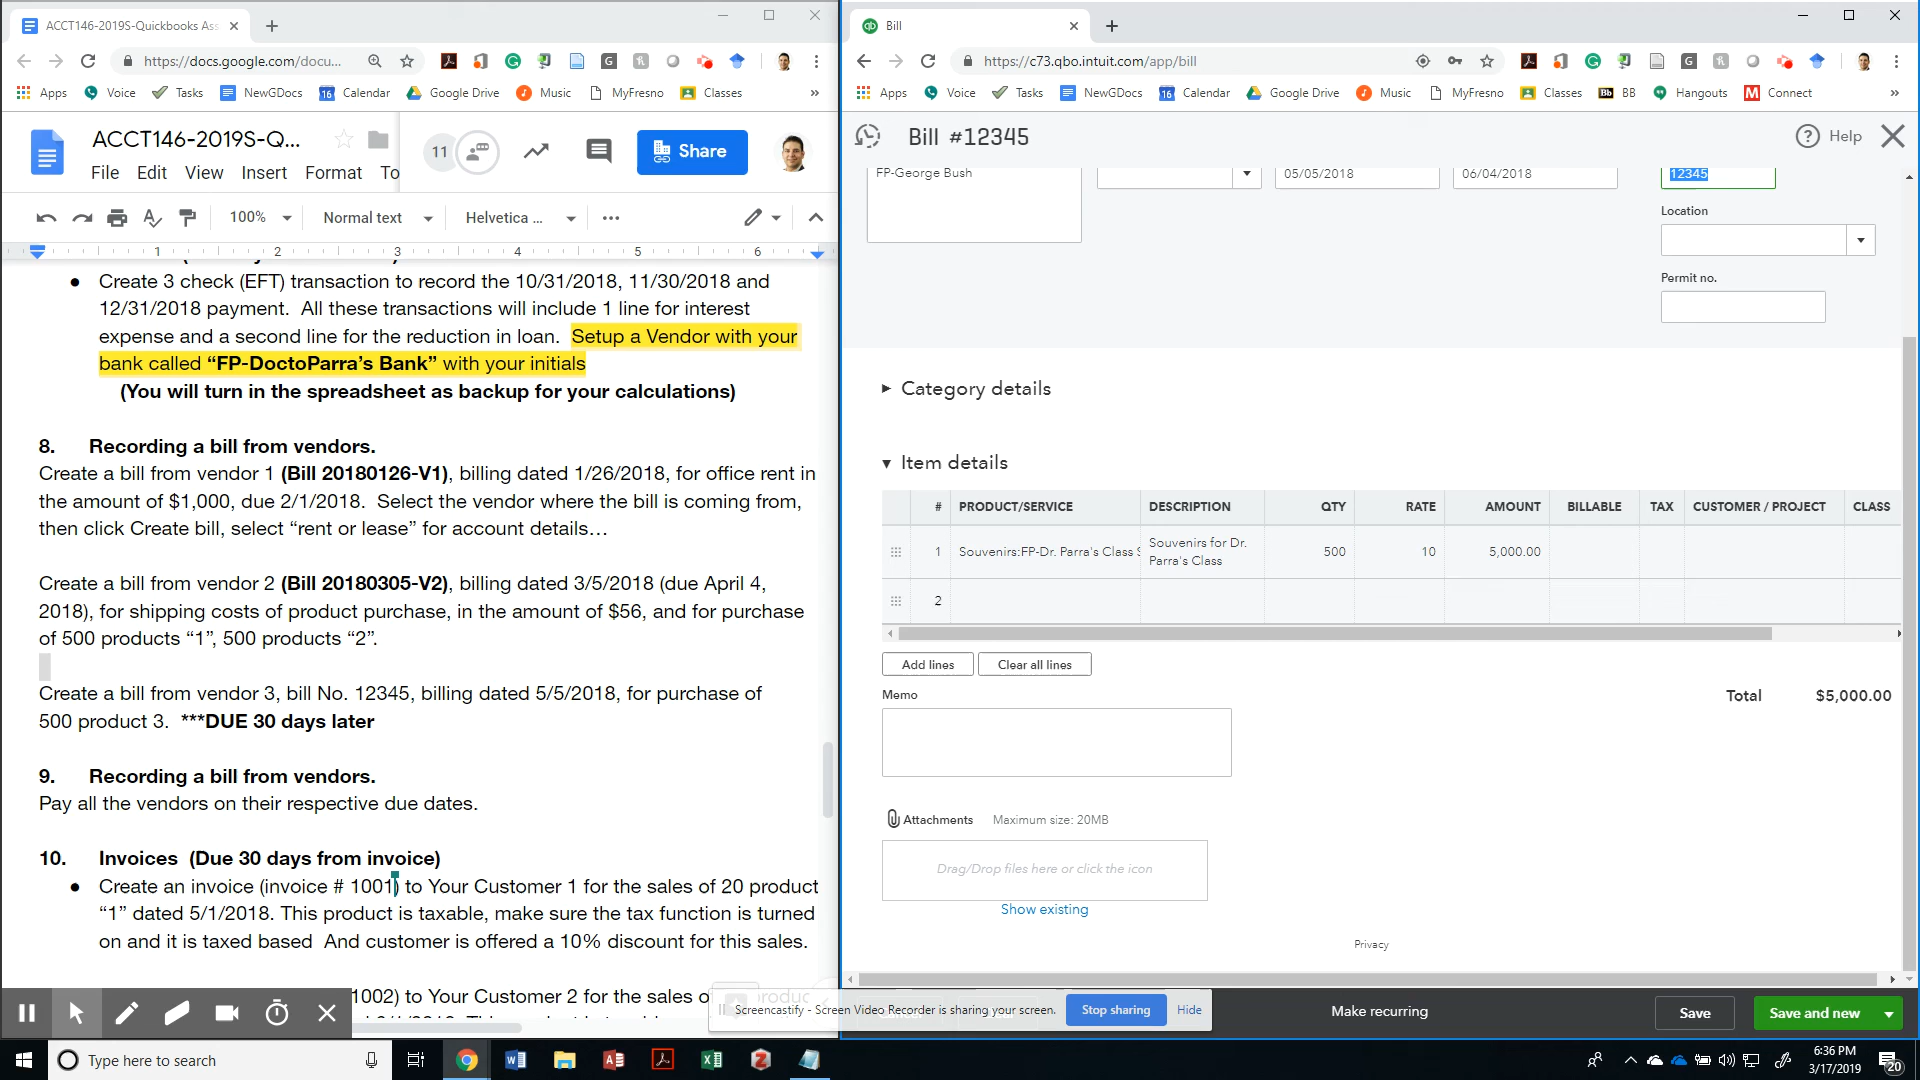 ACCT146-2019S-Quickbooks Ass
https://docs.google.com/docu...
Apps Voice Tasks NewGDocs Calendar Google Drive Music MyFresno Classes »
ACCT146-2019S-Q...
File Edit View Insert Format To
11
Share
100% Normal text Helvetica ...
1 2 3 4 5 6
Create 3 check (EFT) transaction to record the 10/31/2018, 11/30/2018 and
12/31/2018 payment. All these transactions will include 1 line for interest
expense and a second line for the reduction in loan. Setup a Vendor with your
bank called “FP-DoctoParra’s Bank” with your initials
(You will turn in the spreadsheet as backup for your calculations)
8. Recording a bill from vendors.
Create a bill from vendor 1 (Bill 20180126-V1), billing dated 1/26/2018, for office rent in
the amount of $1,000, due 2/1/2018. Select the vendor where the bill is coming from,
then click Create bill, select “rent or lease” for account details...
Create a bill from vendor 2 (Bill 20180305-V2), billing dated 3/5/2018 (due April 4,
2018), for shipping costs of product purchase, in the amount of $56, and for purchase
of 500 products “1”, 500 products “2”.
Create a bill from vendor 3, bill No. 12345, billing dated 5/5/2018, for purchase of
500 product 3. ***DUE 30 days later
9. Recording a bill from vendors.
Pay all the vendors on their respective due dates.
10. Invoices (Due 30 days from invoice)
Create an invoice (invoice # 1001) to Your Customer 1 for the sales of 20 product
“1” dated 5/1/2018. This product is taxable, make sure the tax function is turned
on and it is taxed based And customer is offered a 10% discount for this sales.
1002) to Your Customer 2 for the sales o
Bill
https://c73.qbo.intuit.com/app/bill
Apps Voice Tasks NewGDocs Calendar Google Drive Music MyFresno Classes BB Hangouts Connect »
Bill #12345
Help
FP-George Bush
05/05/2018
06/04/2018
12345
Location
Permit no.
Category details
Item details
# PRODUCT/SERVICE DESCRIPTION QTY RATE AMOUNT BILLABLE TAX CUSTOMER / PROJECT CLASS
1 Souvenirs:FP-Dr. Parra's Class S Souvenirs for Dr. Parra's Class 500 10 5,000.00
2
Add lines Clear all lines
Memo
Total $5,000.00
Attachments Maximum size: 20MB
Drag/Drop files here or click the icon
Show existing
Privacy
Screencastify - Screen Video Recorder is sharing your screen. Stop sharing Hide
Make recurring
Save
Save and new
Type here to search
6:36 PM
3/17/2019
20